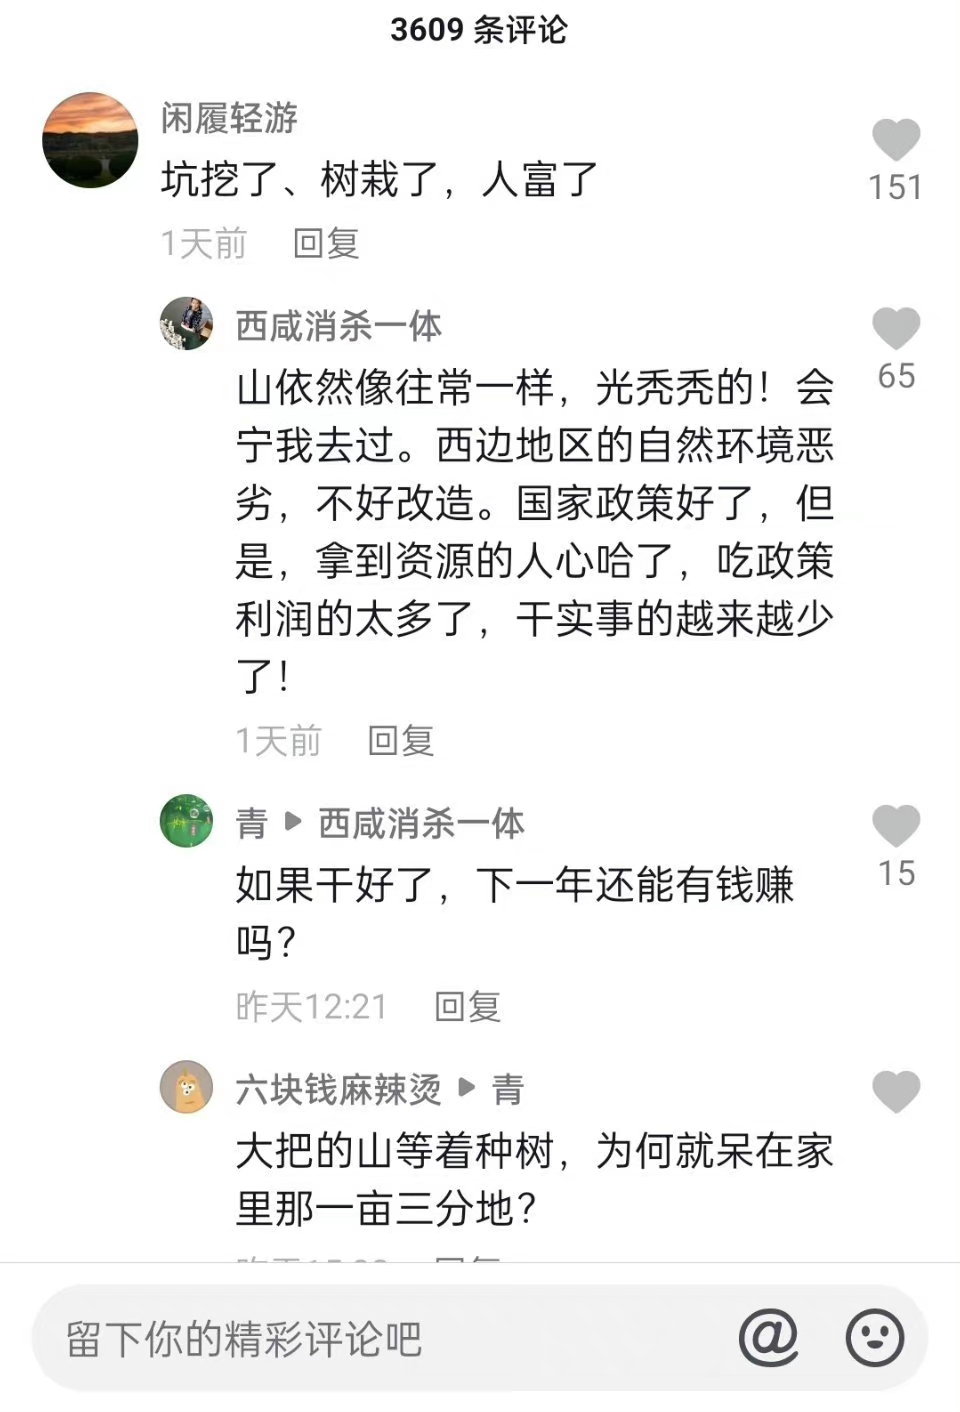 3609 条评论
闲履轻游
坑挖了、树栽了，人富了
151
1天前 回复
西咸消杀一体
山依然像往常一样，光秃秃的！会
65
宁我去过。西边地区的自然环境恶
劣，不好改造。国家政策好了，但
是，拿到资源的人心哈了，吃政策
利润的太多了，干实事的越来越少
了！
1天前 回复
青 ▶ 西咸消杀一体
如果干好了，下一年还能有钱赚
15
吗？
昨天12:21 回复
六块钱麻辣烫 ▶ 青
大把的山等着种树，为何就呆在家
里那一亩三分地？
留下你的精彩评论吧 @